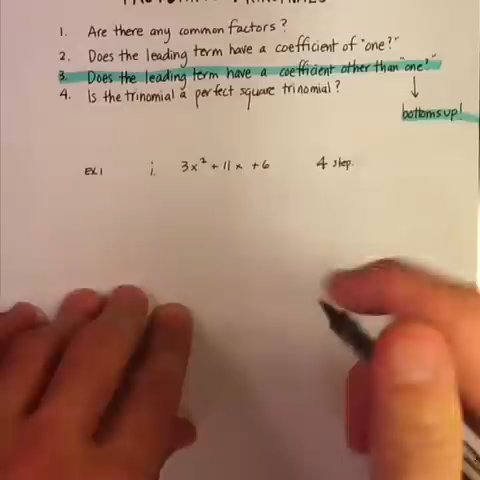 1. Are there any common factors?
2. Does the leading term have a coefficient of "one?"
3. Does the leading term have a coefficient other than "one?"
4. Is the trinomial a perfect square trinomial?
bottoms up!
EX.1 i. 3x² + 11x + 6 4 step.